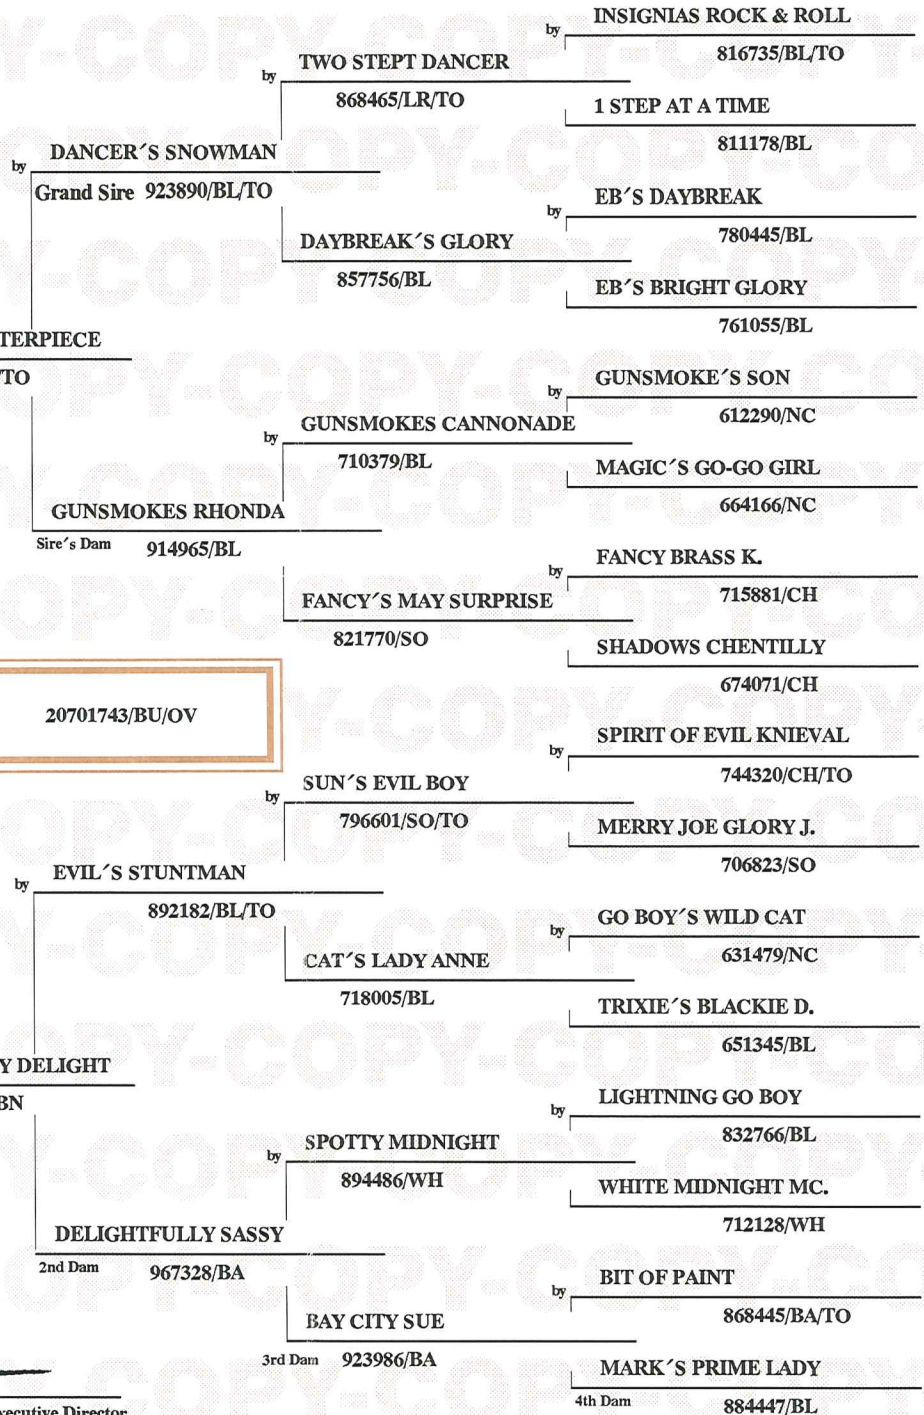 INSIGNIAS ROCK & ROLL
by
816735/BL/TO
TWO STEPT DANCER
by
868465/LR/TO
1 STEP AT A TIME
811178/BL
DANCER´S SNOWMAN
by
Grand Sire 923890/BL/TO
EB´S DAYBREAK
by
780445/BL
DAYBREAK´S GLORY
857756/BL
EB´S BRIGHT GLORY
761055/BL
TERPIECE
/TO
GUNSMOKE´S SON
by
612290/NC
GUNSMOKES CANNONADE
by
710379/BL
MAGIC´S GO-GO GIRL
664166/NC
GUNSMOKES RHONDA
Sire´s Dam 914965/BL
FANCY BRASS K.
by
715881/CH
FANCY´S MAY SURPRISE
821770/SO
SHADOWS CHENTILLY
674071/CH
20701743/BU/OV
SPIRIT OF EVIL KNIEVAL
by
744320/CH/TO
SUN´S EVIL BOY
by
796601/SO/TO
MERRY JOE GLORY J.
706823/SO
EVIL´S STUNTMAN
by
892182/BL/TO
GO BOY´S WILD CAT
by
631479/NC
CAT´S LADY ANNE
718005/BL
TRIXIE´S BLACKIE D.
651345/BL
Y DELIGHT
BN
LIGHTNING GO BOY
by
832766/BL
SPOTTY MIDNIGHT
by
894486/WH
WHITE MIDNIGHT MC.
712128/WH
DELIGHTFULLY SASSY
2nd Dam 967328/BA
BIT OF PAINT
by
868445/BA/TO
BAY CITY SUE
3rd Dam 923986/BA
MARK´S PRIME LADY
4th Dam 884447/BL
xecutive Director